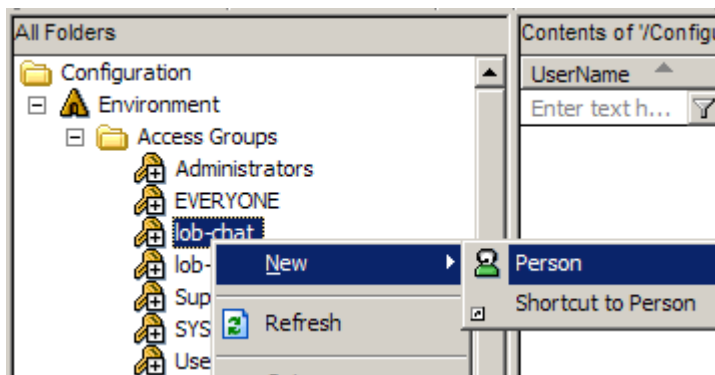 All Folders
Contents of "/Configu
Configuration
Environment
Access Groups
Administrators
EVERYONE
lob-chat
lob-
Sup
SYS
Use
UserName
Enter text h...
New
Refresh
Person
Shortcut to Person